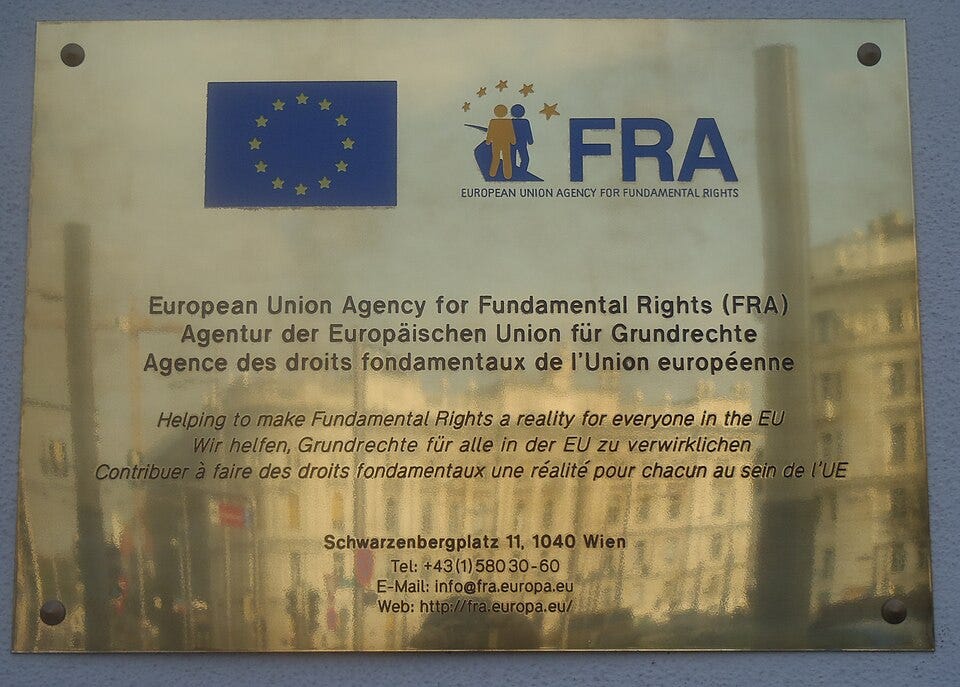 FRA
EUROPEAN UNION AGENCY FOR FUNDAMENTAL RIGHTS
European Union Agency for Fundamental Rights (FRA)
Agentur der Europäischen Union für Grundrechte
Agence des droits fondamentaux de l'Union européenne
Helping to make Fundamental Rights a reality for everyone in the EU
Wir helfen, Grundrechte für alle in der EU zu verwirklichen
Contribuer à faire des droits fondamentaux une réalité pour chacun au sein de l'UE
Schwarzenbergplatz 11, 1040 Wien
Tel: +43(1)580 30-60
E-Mail: info@fra.europa.eu
Web: http://fra.europa.eu/